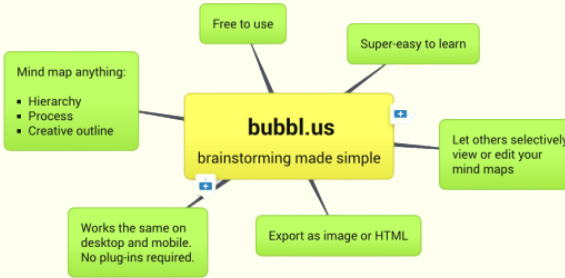 Free to use
Super-easy to learn
Mind map anything:
Hierarchy
Process
Creative outline
bubbl.us
brainstorming made simple
Let others selectively
view or edit your
mind maps
Works the same on
desktop and mobile.
No plug-ins required.
Export as image or HTML